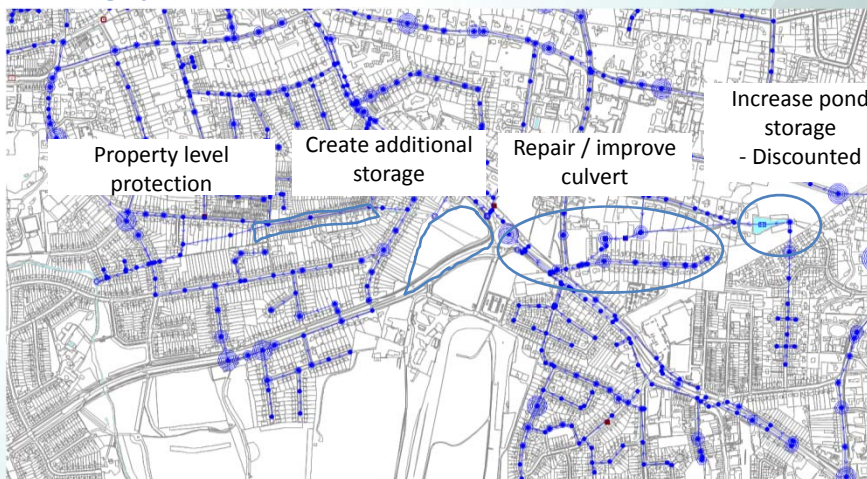 Property level
protection
Create additional
storage
Repair / improve
culvert
Increase pond
storage
- Discounted